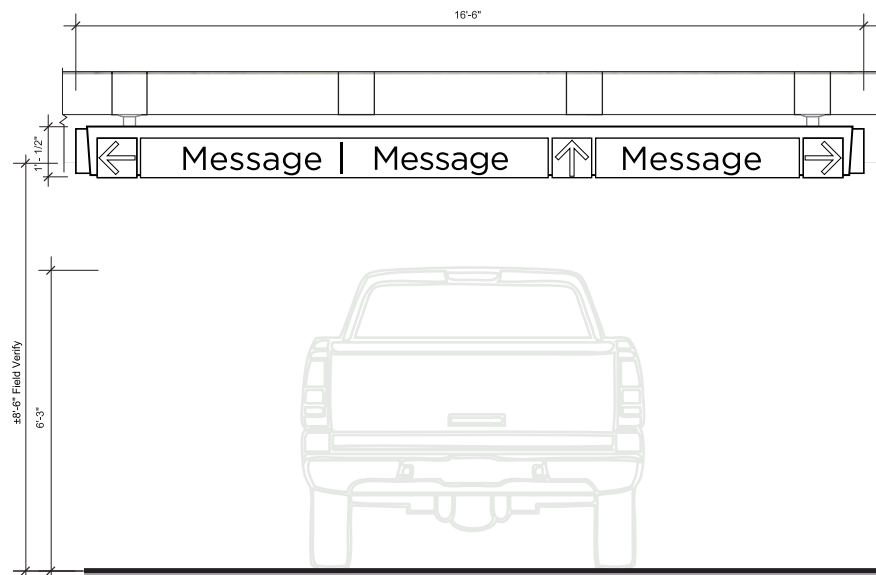 16'-6"
1' - 1/2"
Message | Message
Message
±8'-6" Field Verify
6'-3"